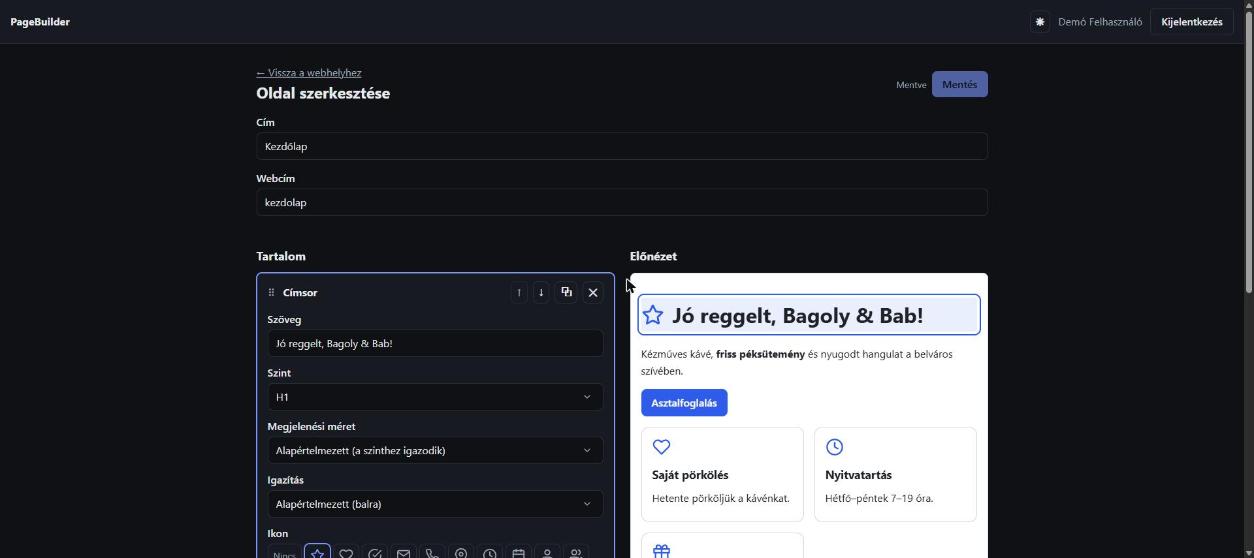 PageBuilder
Demó Felhasználó
Kijelentkezés
← Vissza a webhelyhez
Oldal szerkesztése
Mentve
Mentés
Cím
Kezdőlap
Webcím
kezdolap
Tartalom
Címsor
Szöveg
Jó reggelt, Bagoly & Bab!
Szint
H1
Megjelenési méret
Alapértelmezett (a szinthez igazodik)
Igazítás
Alapértelmezett (balra)
Ikon
Nincs
Előnézet
Jó reggelt, Bagoly & Bab!
Kézműves kávé, friss péksütemény és nyugodt hangulat a belváros
szívében.
Asztalfoglalás
Saját pörkölés
Hetente pörköljük a kávénkat.
Nyitvatartás
Hétfő–péntek 7–19 óra.